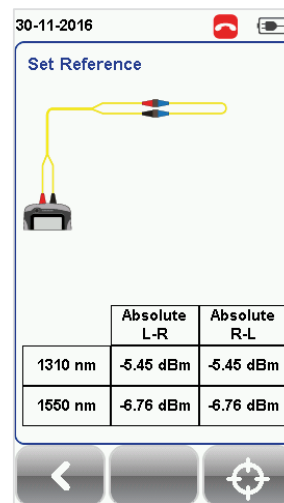 30-11-2016
Set Reference
Absolute Absolute
L-R R-L
1310 nm -5.45 dBm -5.45 dBm
1550 nm -6.76 dBm -6.76 dBm